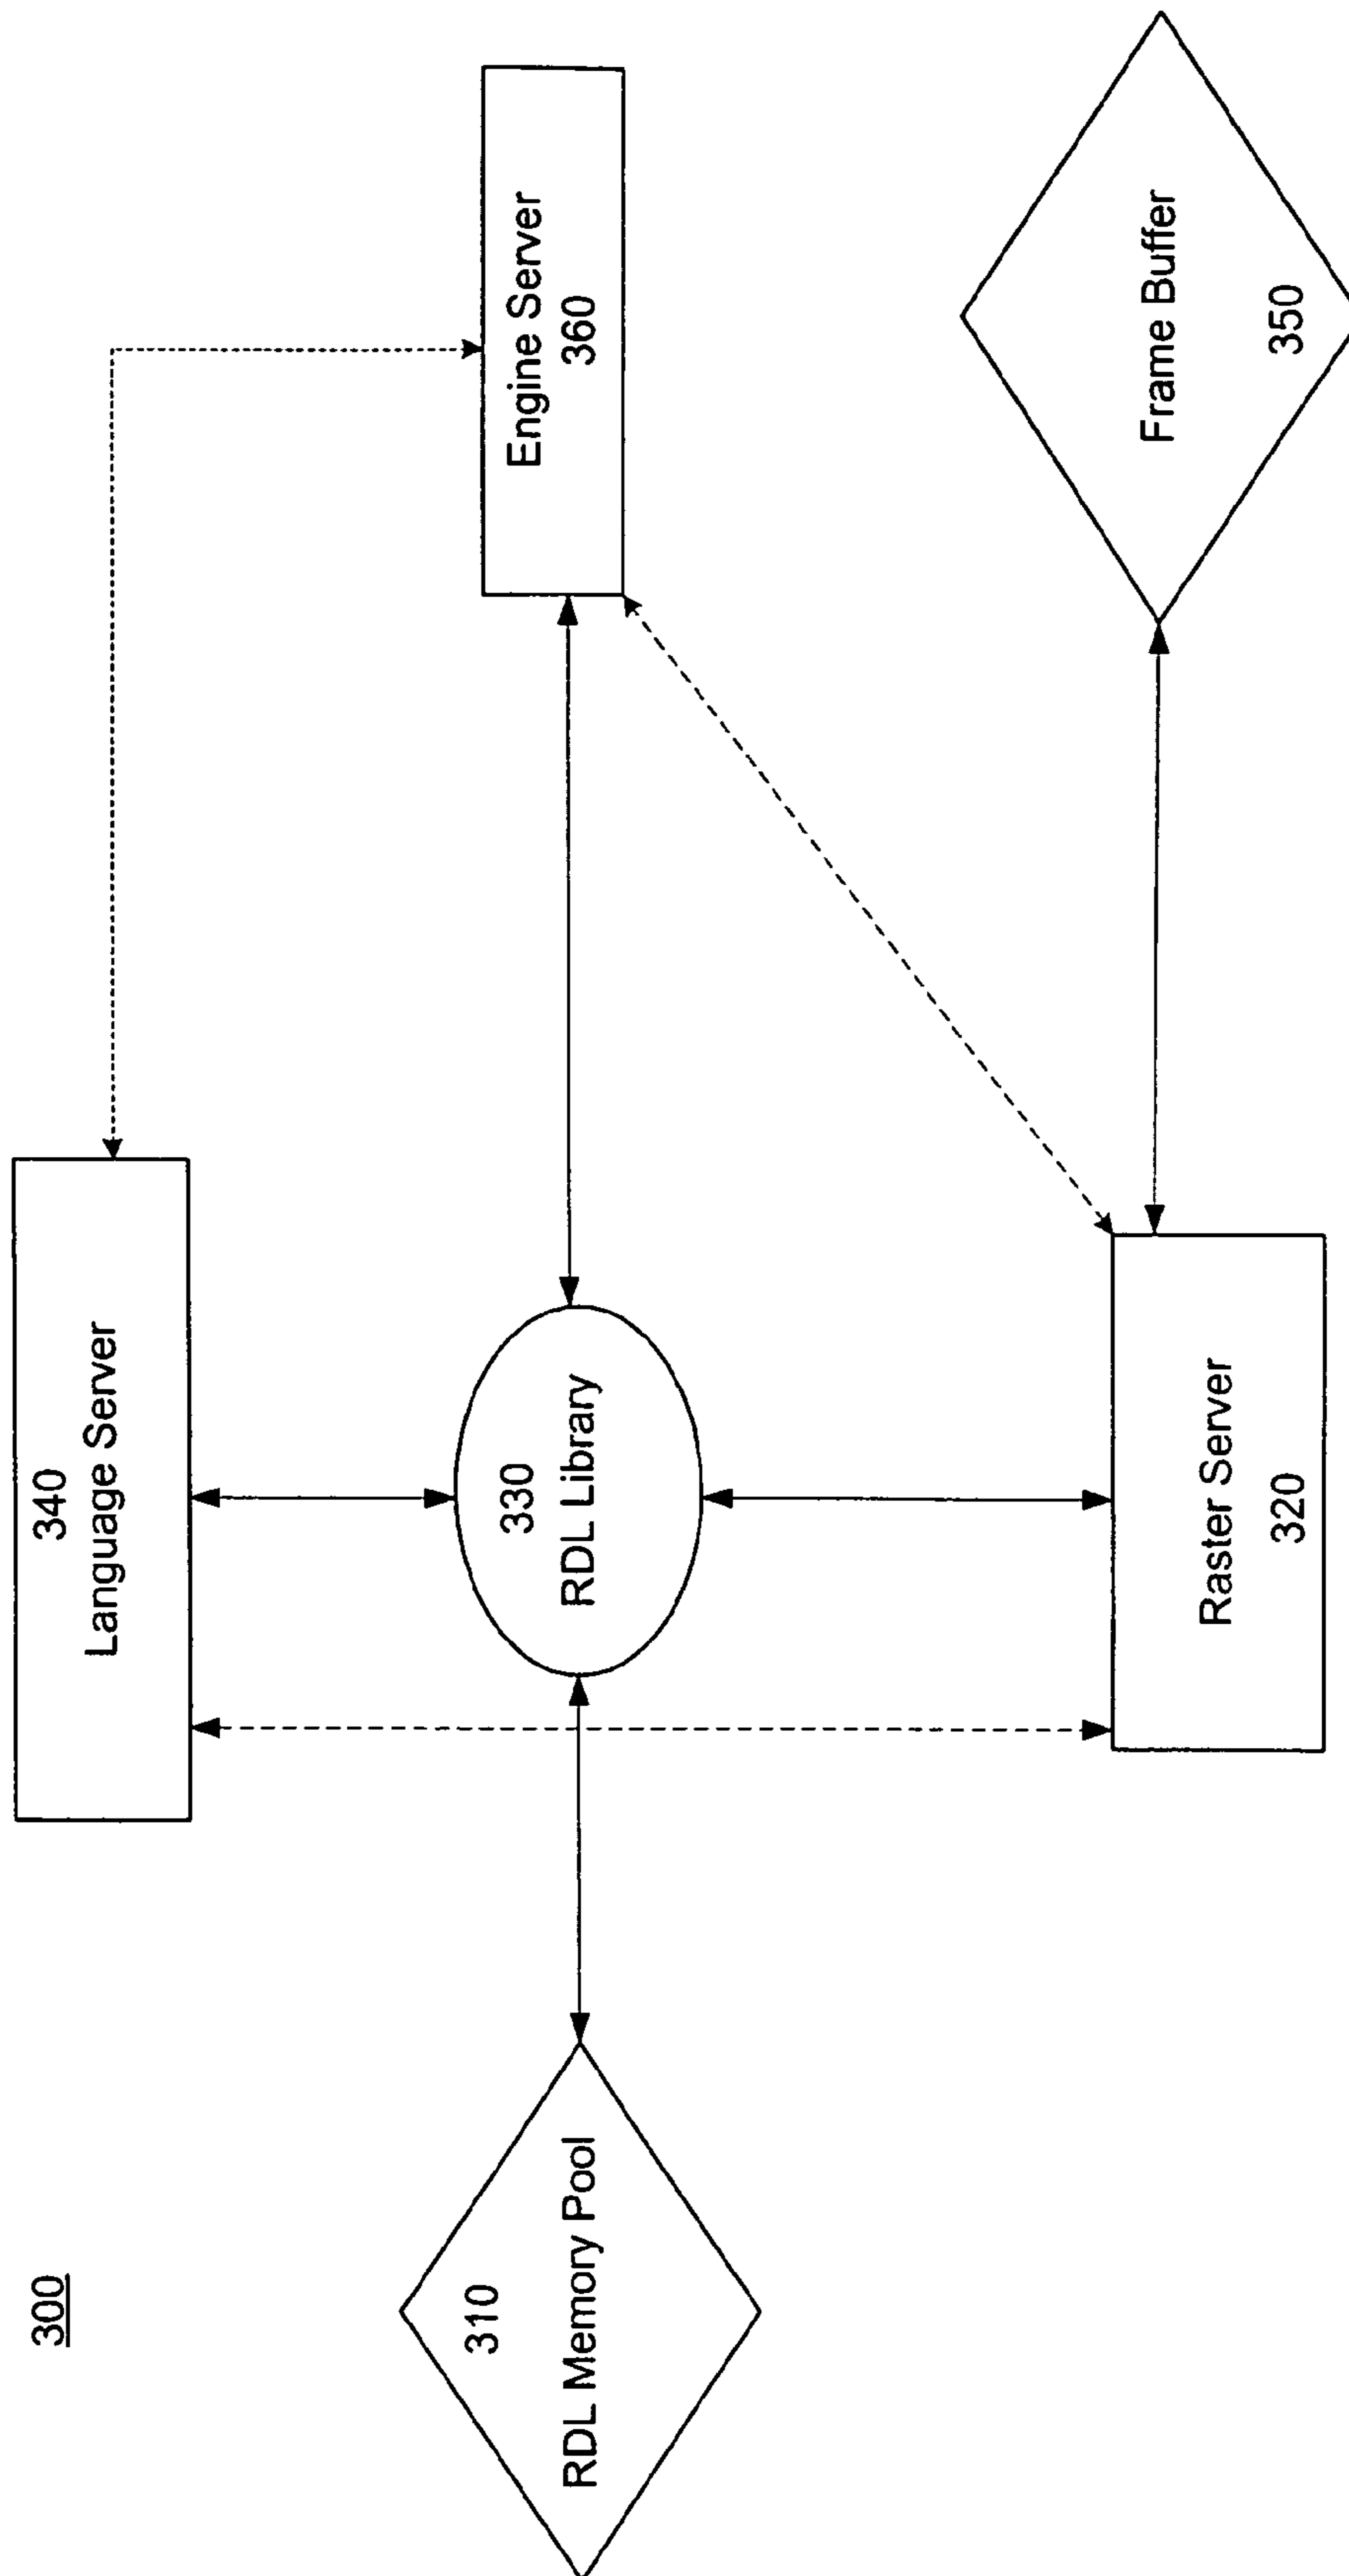 300
340
Language Server
310
RDL Memory Pool
330
RDL Library
Engine Server
360
Raster Server
320
Frame Buffer
350